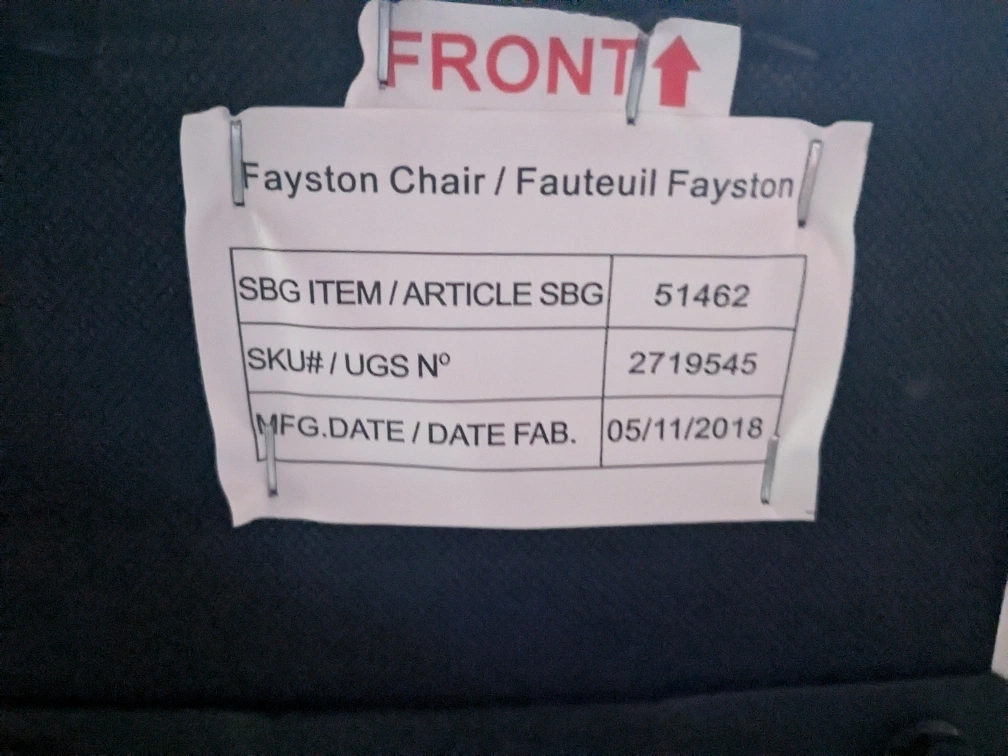 FRONT
Fayston Chair / Fauteuil Fayston
SBG ITEM / ARTICLE SBG 51462
SKU# / UGS Nº 2719545
MFG.DATE / DATE FAB. 05/11/2018